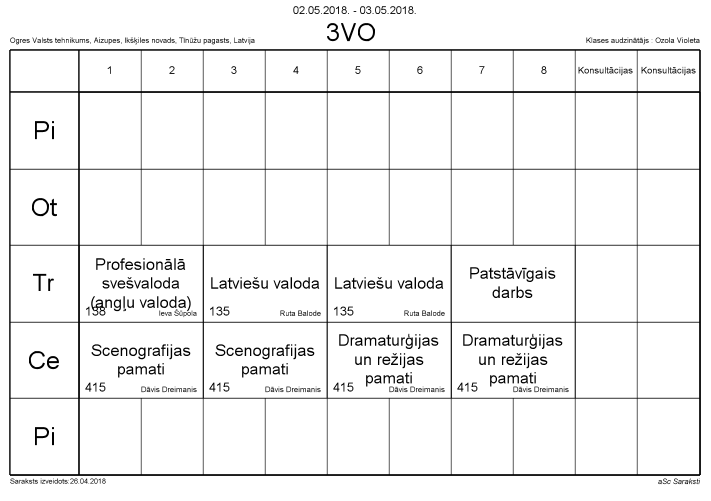 02.05.2018. - 03.05.2018.
3VO
Ogres Valsts tehnikums, Aizupes, Ikšķiles novads, Tīnūžu pagasts, Latvija
Klases audzinātājs : Ozola Violeta
1 2 3 4 5 6 7 8 Konsultācijas Konsultācijas
Pi
Ot
Tr
Profesionālā
svešvaloda
(angļu valoda)
138 Ieva Šūpola
Latviešu valoda
135 Ruta Balode
Latviešu valoda
135 Ruta Balode
Patstāvīgais
darbs
Ce
Scenografijas
pamati
415 Dāvis Dreimanis
Scenografijas
pamati
415 Dāvis Dreimanis
Dramaturģijas
un režijas
pamati
415 Dāvis Dreimanis
Dramaturģijas
un režijas
pamati
415 Dāvis Dreimanis
Pi
Saraksts izveidots:26.04.2018
aSc Saraksti